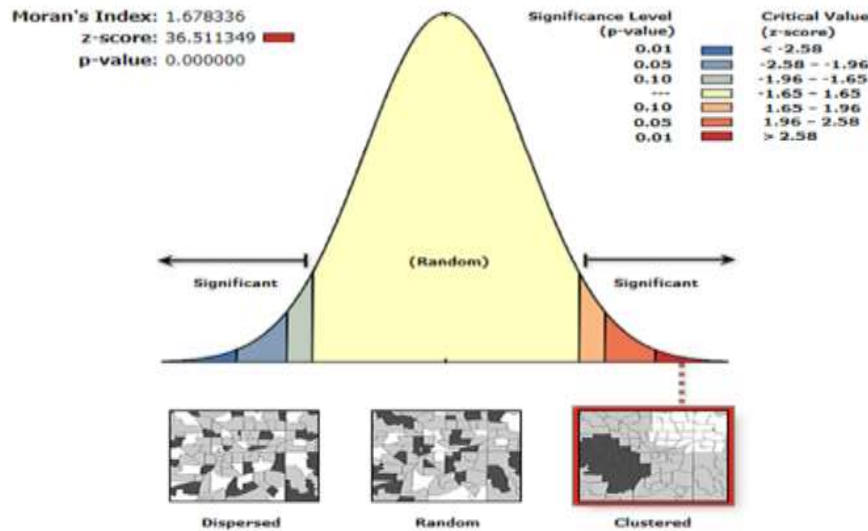 Moran's Index: 1.678336
z-score: 36.511349
p-value: 0.000000
Significance Level
(p-value)
Critical Value
(z-score)
0.01 < -2.58
0.05 -2.58 - -1.96
0.10 -1.96 - -1.65
--- -1.65 - 1.65
0.10 1.65 - 1.96
0.05 1.96 - 2.58
0.01 > 2.58
(Random)
Significant
Significant
Dispersed
Random
Clustered